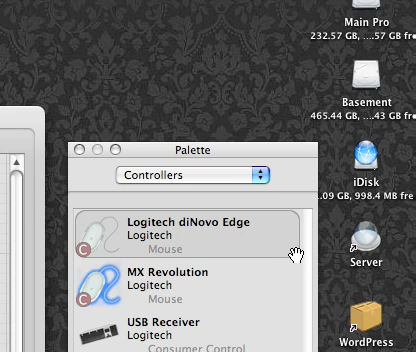 Main Pro
232.57 GB, ....57 GB fre
Basement
465.44 GB, ....43 GB fre
iDisk
.09 GB, 998.4 MB free
Server
WordPress
Palette
Controllers
Logitech diNovo Edge
Logitech
Mouse
C
MX Revolution
Logitech
Mouse
C
USB Receiver
Logitech
Consumer Control